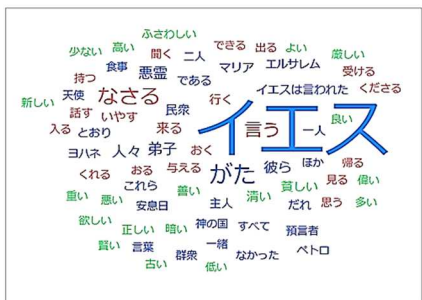 ふさわしい
少ない 高い 聞く 二人 できる 出る よい 厳しい
食事 悪霊 である マリア エルサレム 受ける
持つ
天使 なさる 行く イエスは言われた くださる
新しい 話す いやす 民衆 イエス 良い
入る とおり 来る 言う 一人
ヨハネ 人々 弟子 おく 彼ら ほか 帰る
くれる おる 与える がた 貧しい 見る 偉い
これら
重い 悪い 善い 清い だれ 思う 多い
安息日 主人
欲しい 正しい 暗い 神の国 すべて 預言者
賢い 言葉 群衆 一緒 なかった ペトロ
古い 低い